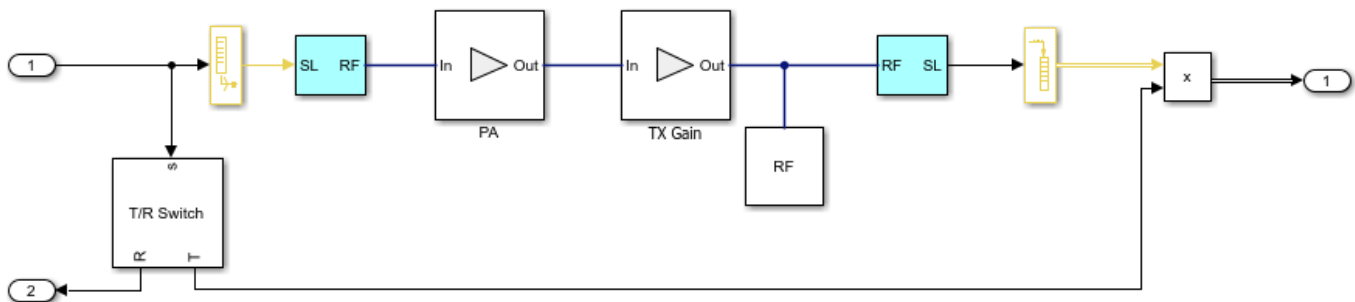 1
SL RF
In Out
PA
In Out
TX Gain
RF SL
x
1
RF
s
T/R Switch
R T
2